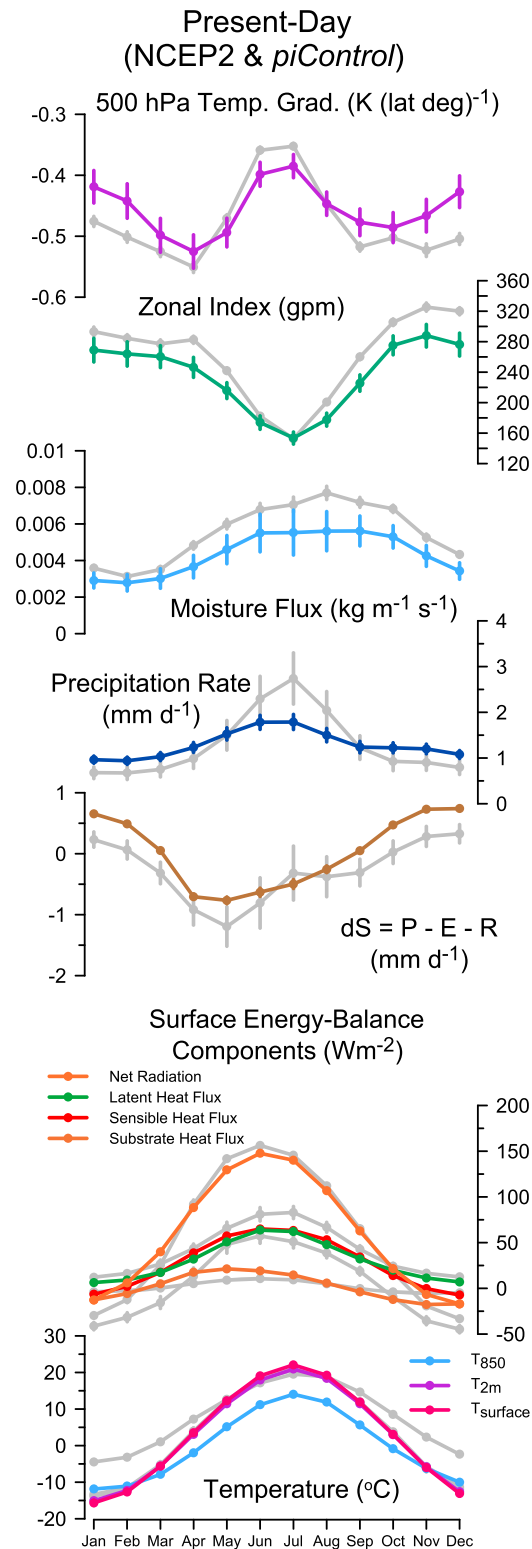 Present-Day
(NCEP2 & piControl)
500 hPa Temp. Grad. (K (lat deg)-1)
-0.3
-0.4
-0.5
-0.6
Zonal Index (gpm)
360
320
280
240
200
160
120
0.01
0.008
0.006
0.004
0.002
0
Moisture Flux (kg m-1 s-1)
Precipitation Rate
(mm d-1)
4
3
2
1
0
1
0
-1
-2
dS = P - E - R
(mm d-1)
Surface Energy-Balance
Components (Wm-2)
Net Radiation
Latent Heat Flux
Sensible Heat Flux
Substrate Heat Flux
200
150
100
50
0
-50
30
20
10
0
-10
-20
T850
T2m
Tsurface
Temperature (oC)
Jan Feb Mar Apr May Jun Jul Aug Sep Oct Nov Dec